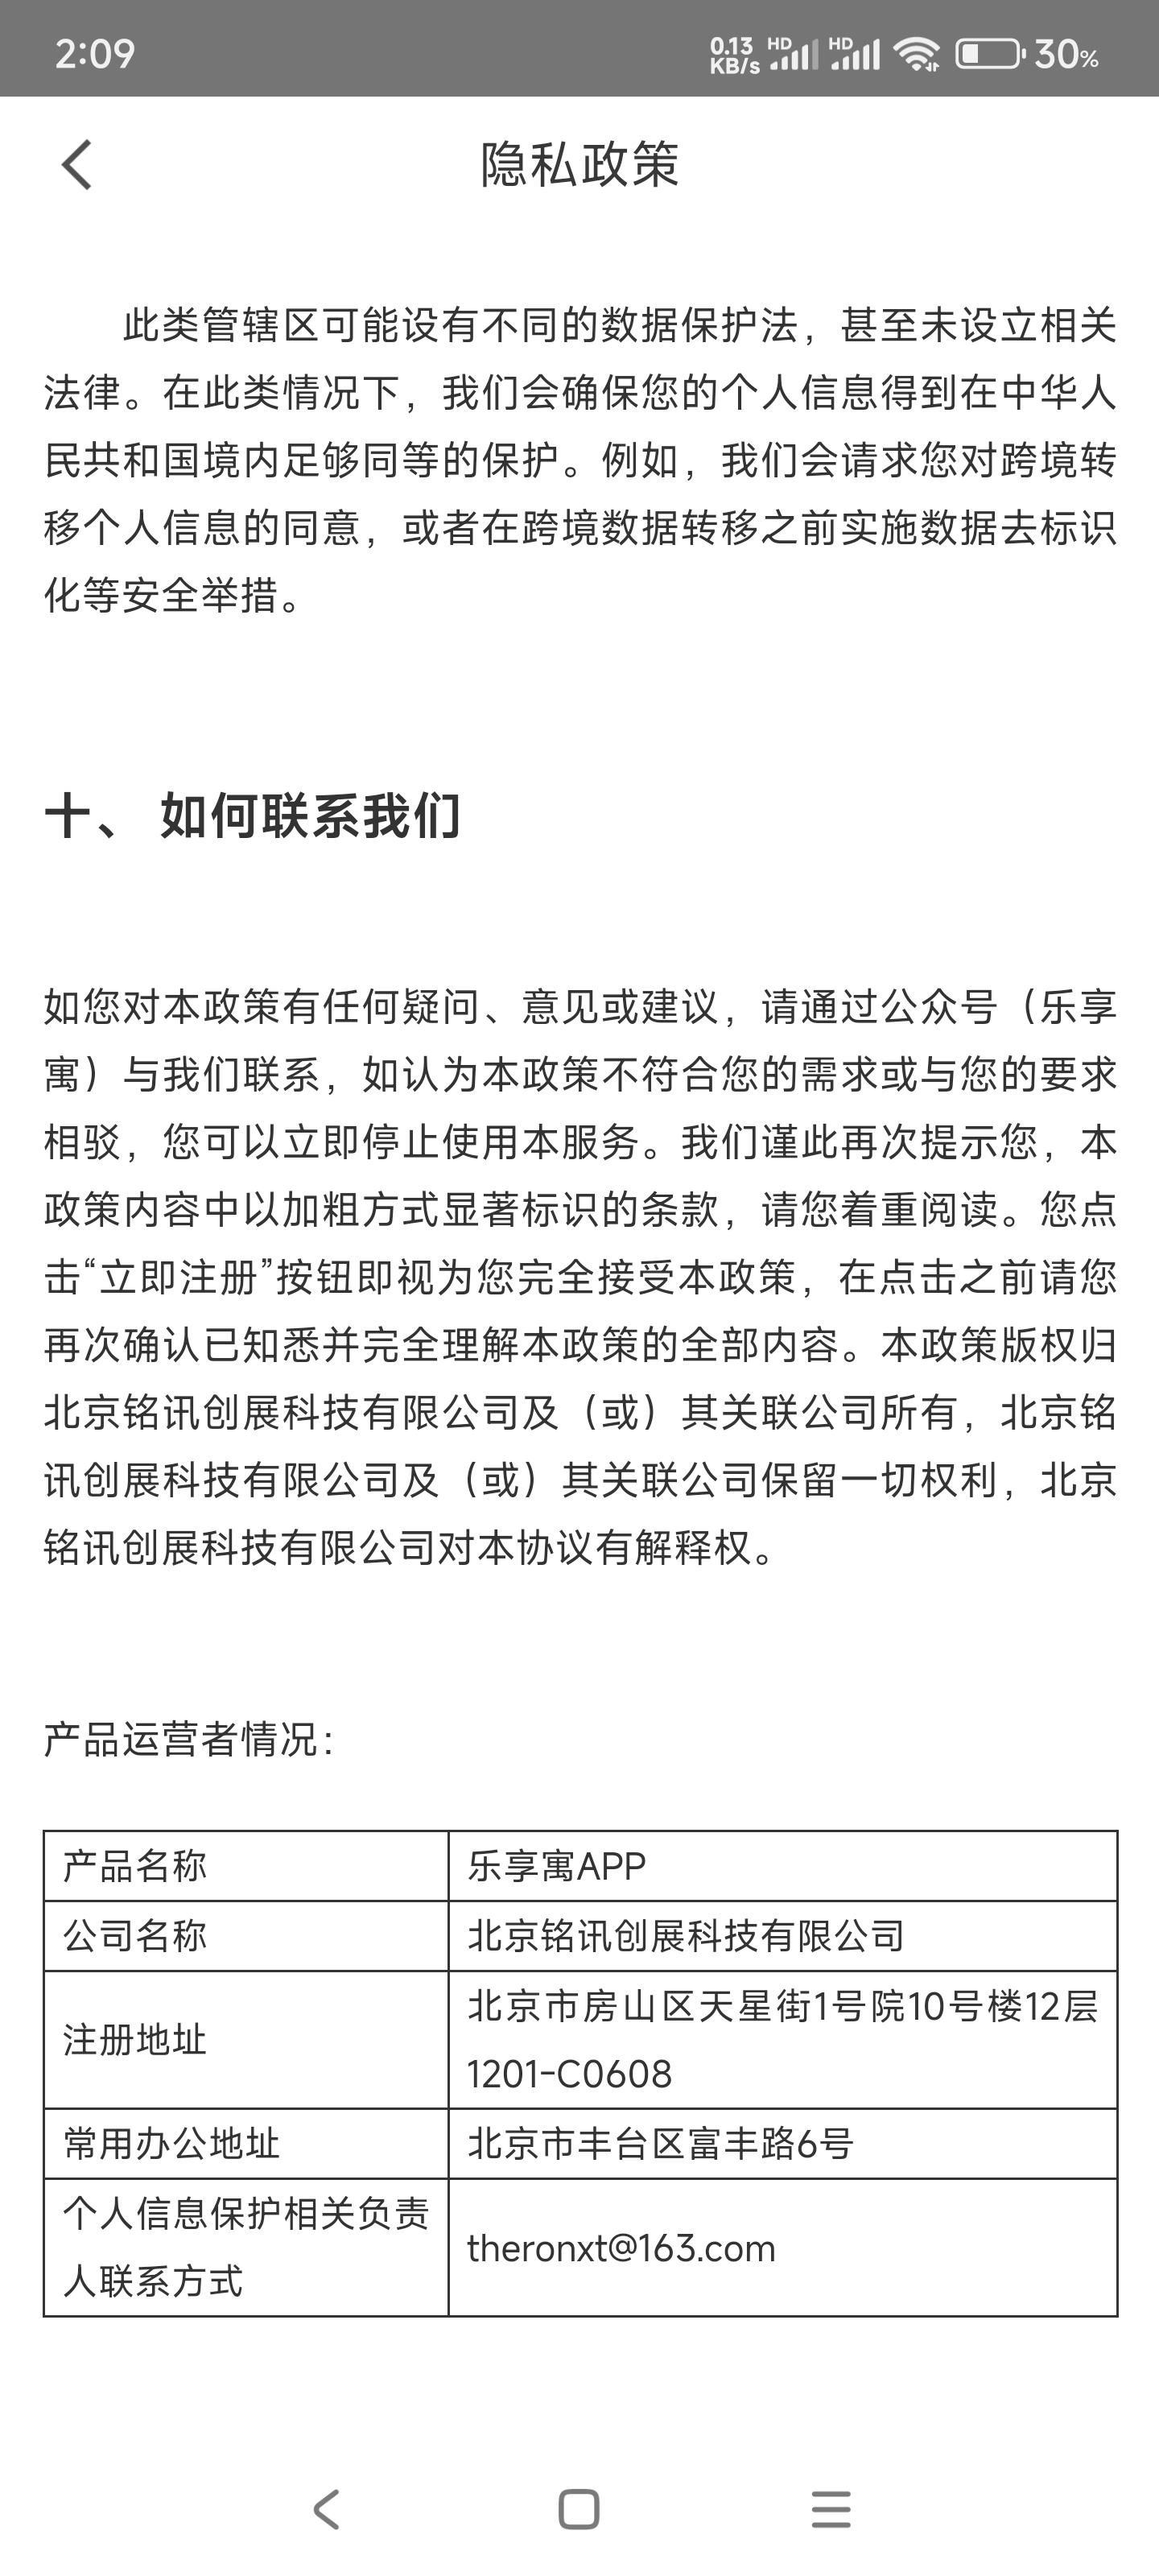 2:09
0.13 KB/s HD HD 30%
隐私政策
此类管辖区可能设有不同的数据保护法，甚至未设立相关
法律。在此类情况下，我们会确保您的个人信息得到在中华人
民共和国境内足够同等的保护。例如，我们会请求您对跨境转
移个人信息的同意，或者在跨境数据转移之前实施数据去标识
化等安全举措。
十、 如何联系我们
如您对本政策有任何疑问、意见或建议，请通过公众号（乐享
寓）与我们联系，如认为本政策不符合您的需求或与您的要求
相驳，您可以立即停止使用本服务。我们谨此再次提示您，本
政策内容中以加粗方式显著标识的条款，请您着重阅读。您点
击“立即注册”按钮即视为您完全接受本政策，在点击之前请您
再次确认已知悉并完全理解本政策的全部内容。本政策版权归
北京铭讯创展科技有限公司及（或）其关联公司所有，北京铭
讯创展科技有限公司及（或）其关联公司保留一切权利，北京
铭讯创展科技有限公司对本协议有解释权。
产品运营者情况：
产品名称 乐享寓APP
公司名称 北京铭讯创展科技有限公司
注册地址 北京市房山区天星街1号院10号楼12层
1201-C0608
常用办公地址 北京市丰台区富丰路6号
个人信息保护相关负责
人联系方式 theronxt@163.com